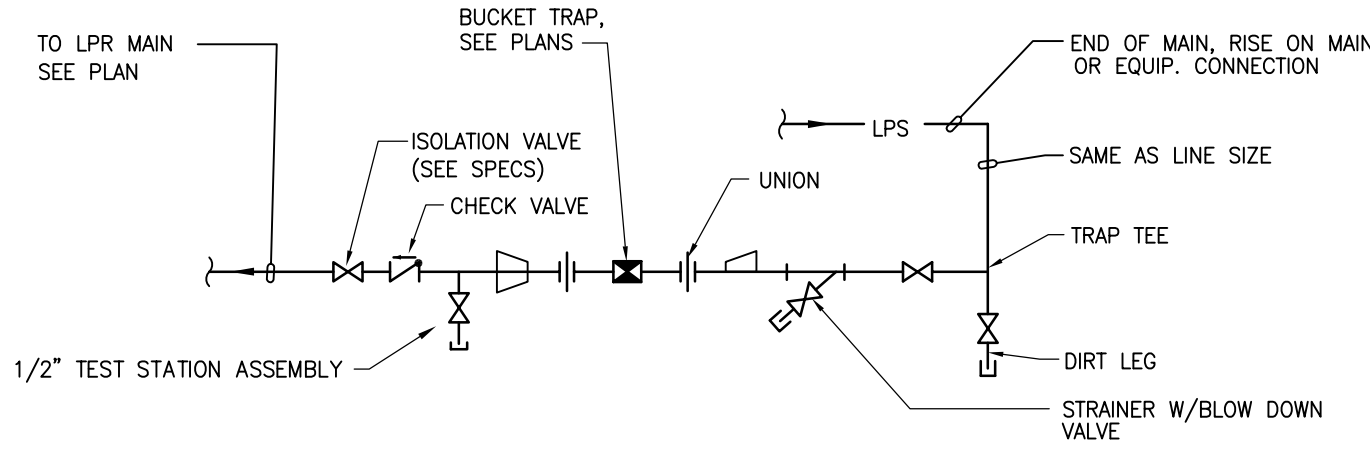 BUCKET TRAP,
SEE PLANS
TO LPR MAIN
SEE PLAN
END OF MAIN, RISE ON MAIN
OR EQUIP. CONNECTION
LPS
ISOLATION VALVE
(SEE SPECS)
SAME AS LINE SIZE
UNION
CHECK VALVE
TRAP TEE
1/2" TEST STATION ASSEMBLY
DIRT LEG
STRAINER W/BLOW DOWN
VALVE